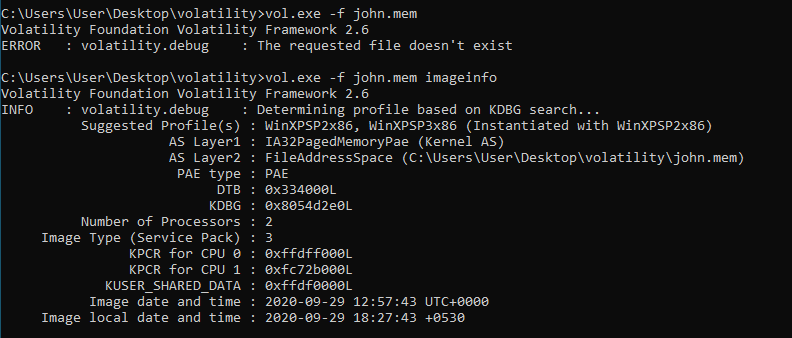 C:\Users\User\Desktop\volatility>vol.exe -f john.mem
Volatility Foundation Volatility Framework 2.6
ERROR   : volatility.debug    : The requested file doesn't exist
C:\Users\User\Desktop\volatility>vol.exe -f john.mem imageinfo
Volatility Foundation Volatility Framework 2.6
INFO    : volatility.debug    : Determining profile based on KDBG search...
          Suggested Profile(s) : WinXPSP2x86, WinXPSP3x86 (Instantiated with WinXPSP2x86)
                     AS Layer1 : IA32PagedMemoryPae (Kernel AS)
                     AS Layer2 : FileAddressSpace (C:\Users\User\Desktop\volatility\john.mem)
                      PAE type : PAE
                           DTB : 0x334000L
                          KDBG : 0x8054d2e0L
          Number of Processors : 2
     Image Type (Service Pack) : 3
                KPCR for CPU 0 : 0xffdff000L
                KPCR for CPU 1 : 0xfc72b000L
             KUSER_SHARED_DATA : 0xffdf0000L
           Image date and time : 2020-09-29 12:57:43 UTC+0000
     Image local date and time : 2020-09-29 18:27:43 +0530